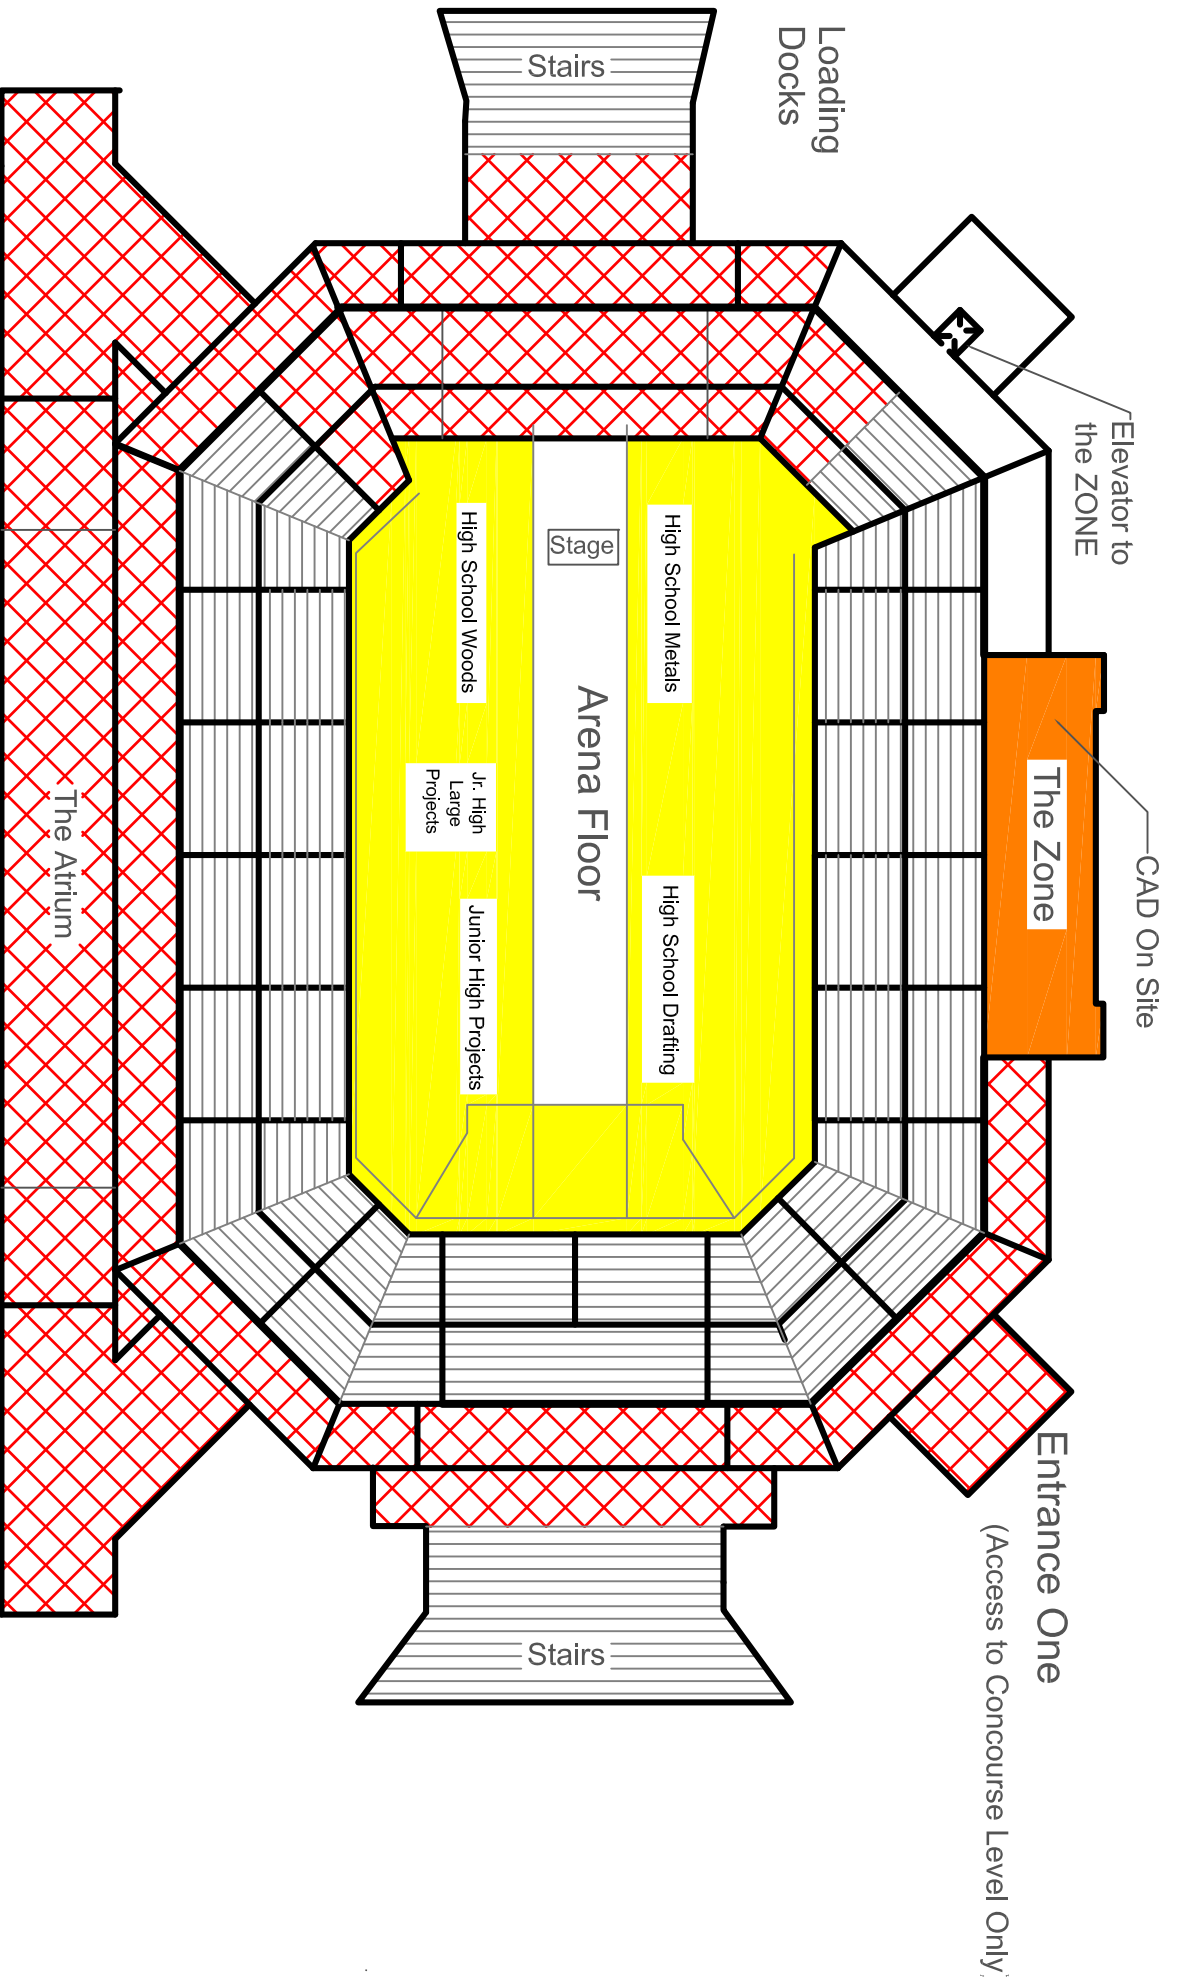 Stairs
Loading
Docks
Elevator to
the ZONE
High School Woods
Stage
High School Metals
Arena Floor
The Zone
CAD On Site
Jr. High
Large
Projects
The Atrium
High School Drafting
Junior High Projects
Entrance One
(Access to Concourse Level Only)
Stairs